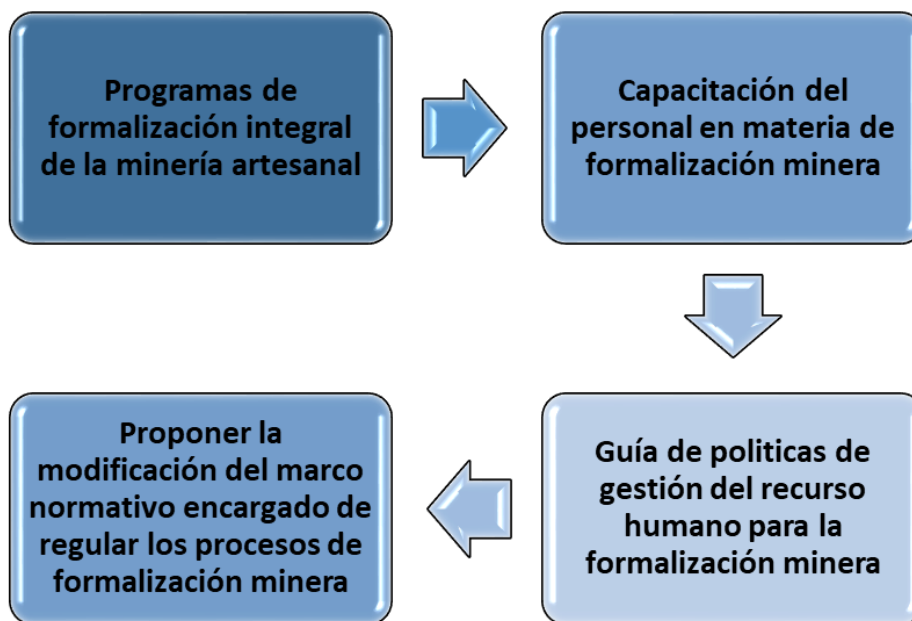 Programas de
formalización integral
de la minería artesanal
Capacitación del
personal en materia de
formalización minera
Guía de politicas de
gestión del recurso
humano para la
formalización minera
Proponer la
modificación del marco
normativo encargado de
regular los procesos de
formalización minera